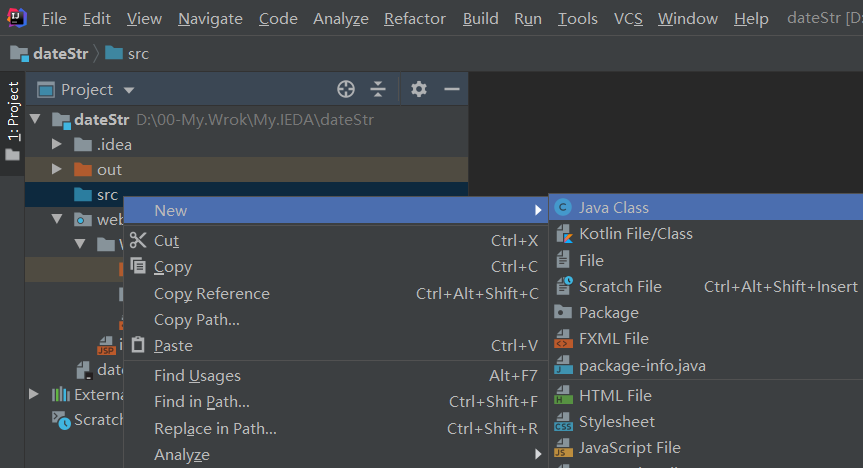 File Edit View Navigate Code Analyze Refactor Build Run Tools VCS Window Help dateStr [D:
dateStr src
1: Project
Project
dateStr D:\00-My.Wrok\My.IEDA\dateStr
.idea
out
src
New
Java Class
web
Cut Ctrl+X
Kotlin File/Class
File
Copy Ctrl+C
Scratch File Ctrl+Alt+Shift+Insert
Copy Reference Ctrl+Alt+Shift+C
Package
Copy Path...
FXML File
JSP
Paste Ctrl+V
package-info.java
date
Find Usages Alt+F7
HTML File
Externa
Find in Path... Ctrl+Shift+F
Stylesheet
Scratch
Replace in Path... Ctrl+Shift+R
JavaScript File
Analyze